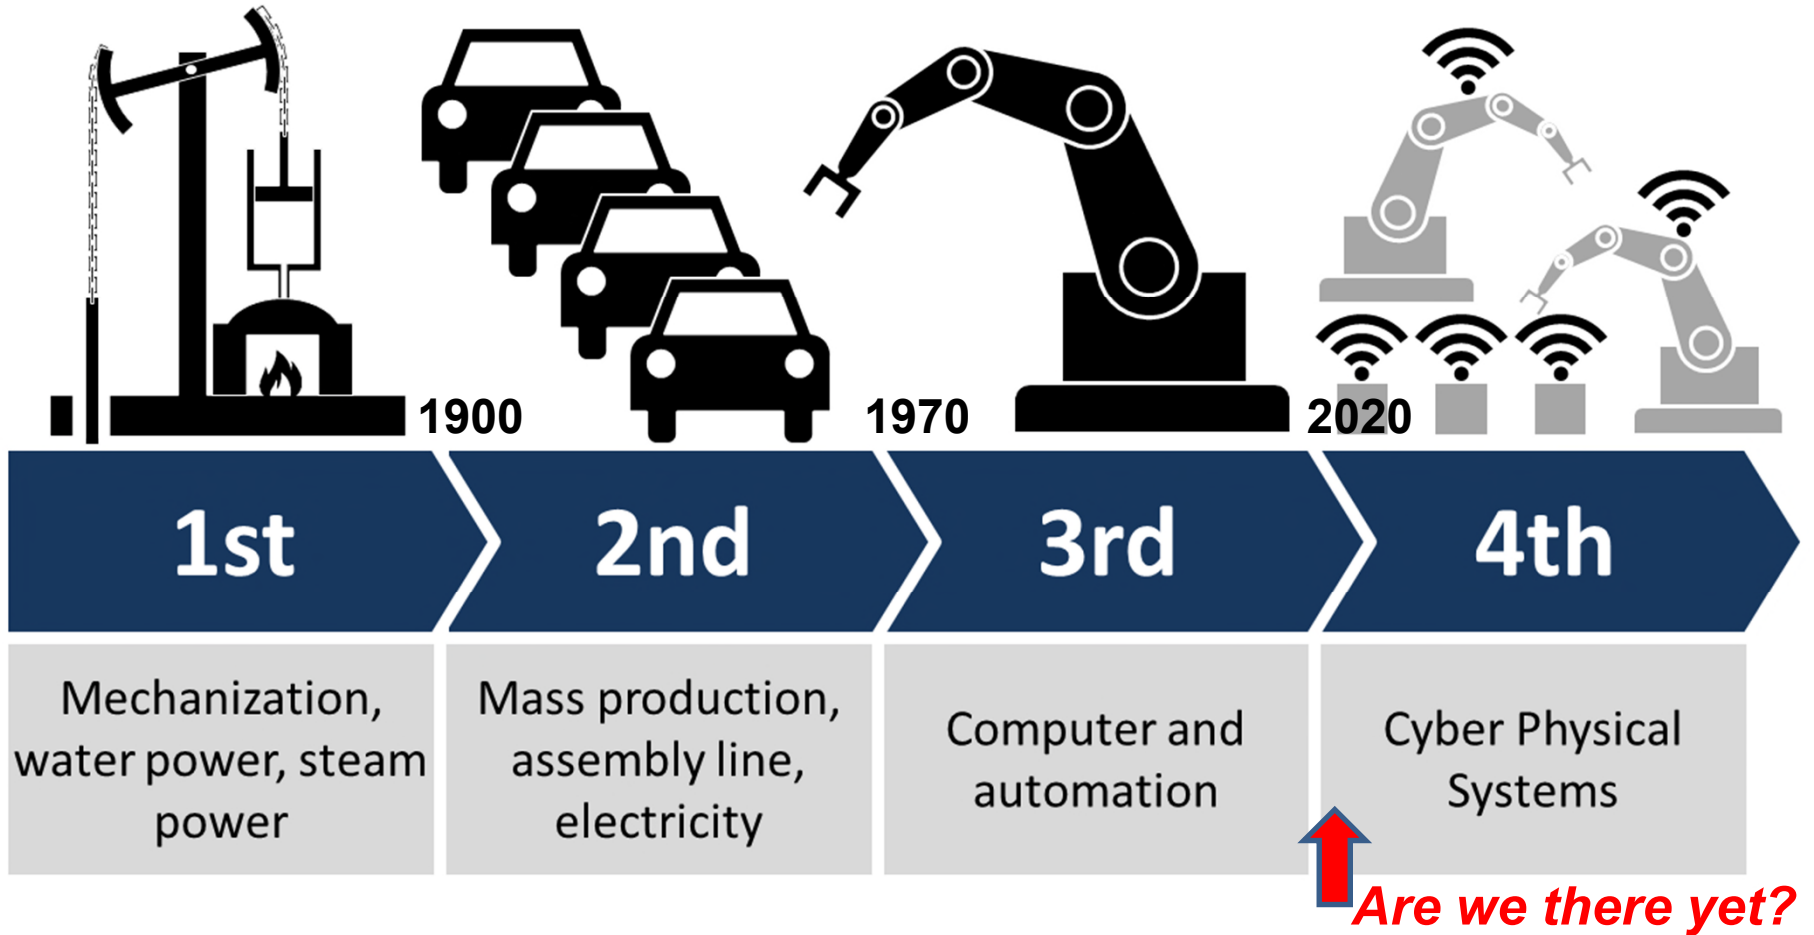 1900
1970
2020
1st
2nd
3rd
4th
Mechanization,
water power, steam
power
Mass production,
assembly line,
electricity
Computer and
automation
Cyber Physical
Systems
Are we there yet?